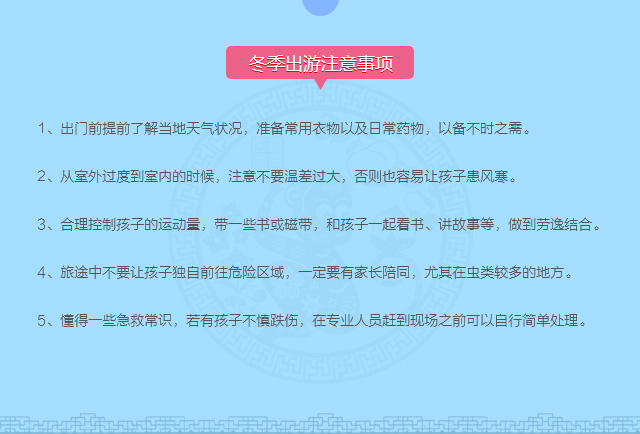 冬季出游注意事项
1、出门前提前了解当地天气状况，准备常用衣物以及日常药物，以备不时之需。
2、从室外过度到室内的时候，注意不要温差过大，否则也容易让孩子患风寒。
3、合理控制孩子的运动量，带一些书或磁带，和孩子一起看书、讲故事等，做到劳逸结合。
4、旅途中不要让孩子独自前往危险区域，一定要有家长陪同，尤其在虫类较多的地方。
5、懂得一些急救常识，若有孩子不慎跌伤，在专业人员赶到现场之前可以自行简单处理。